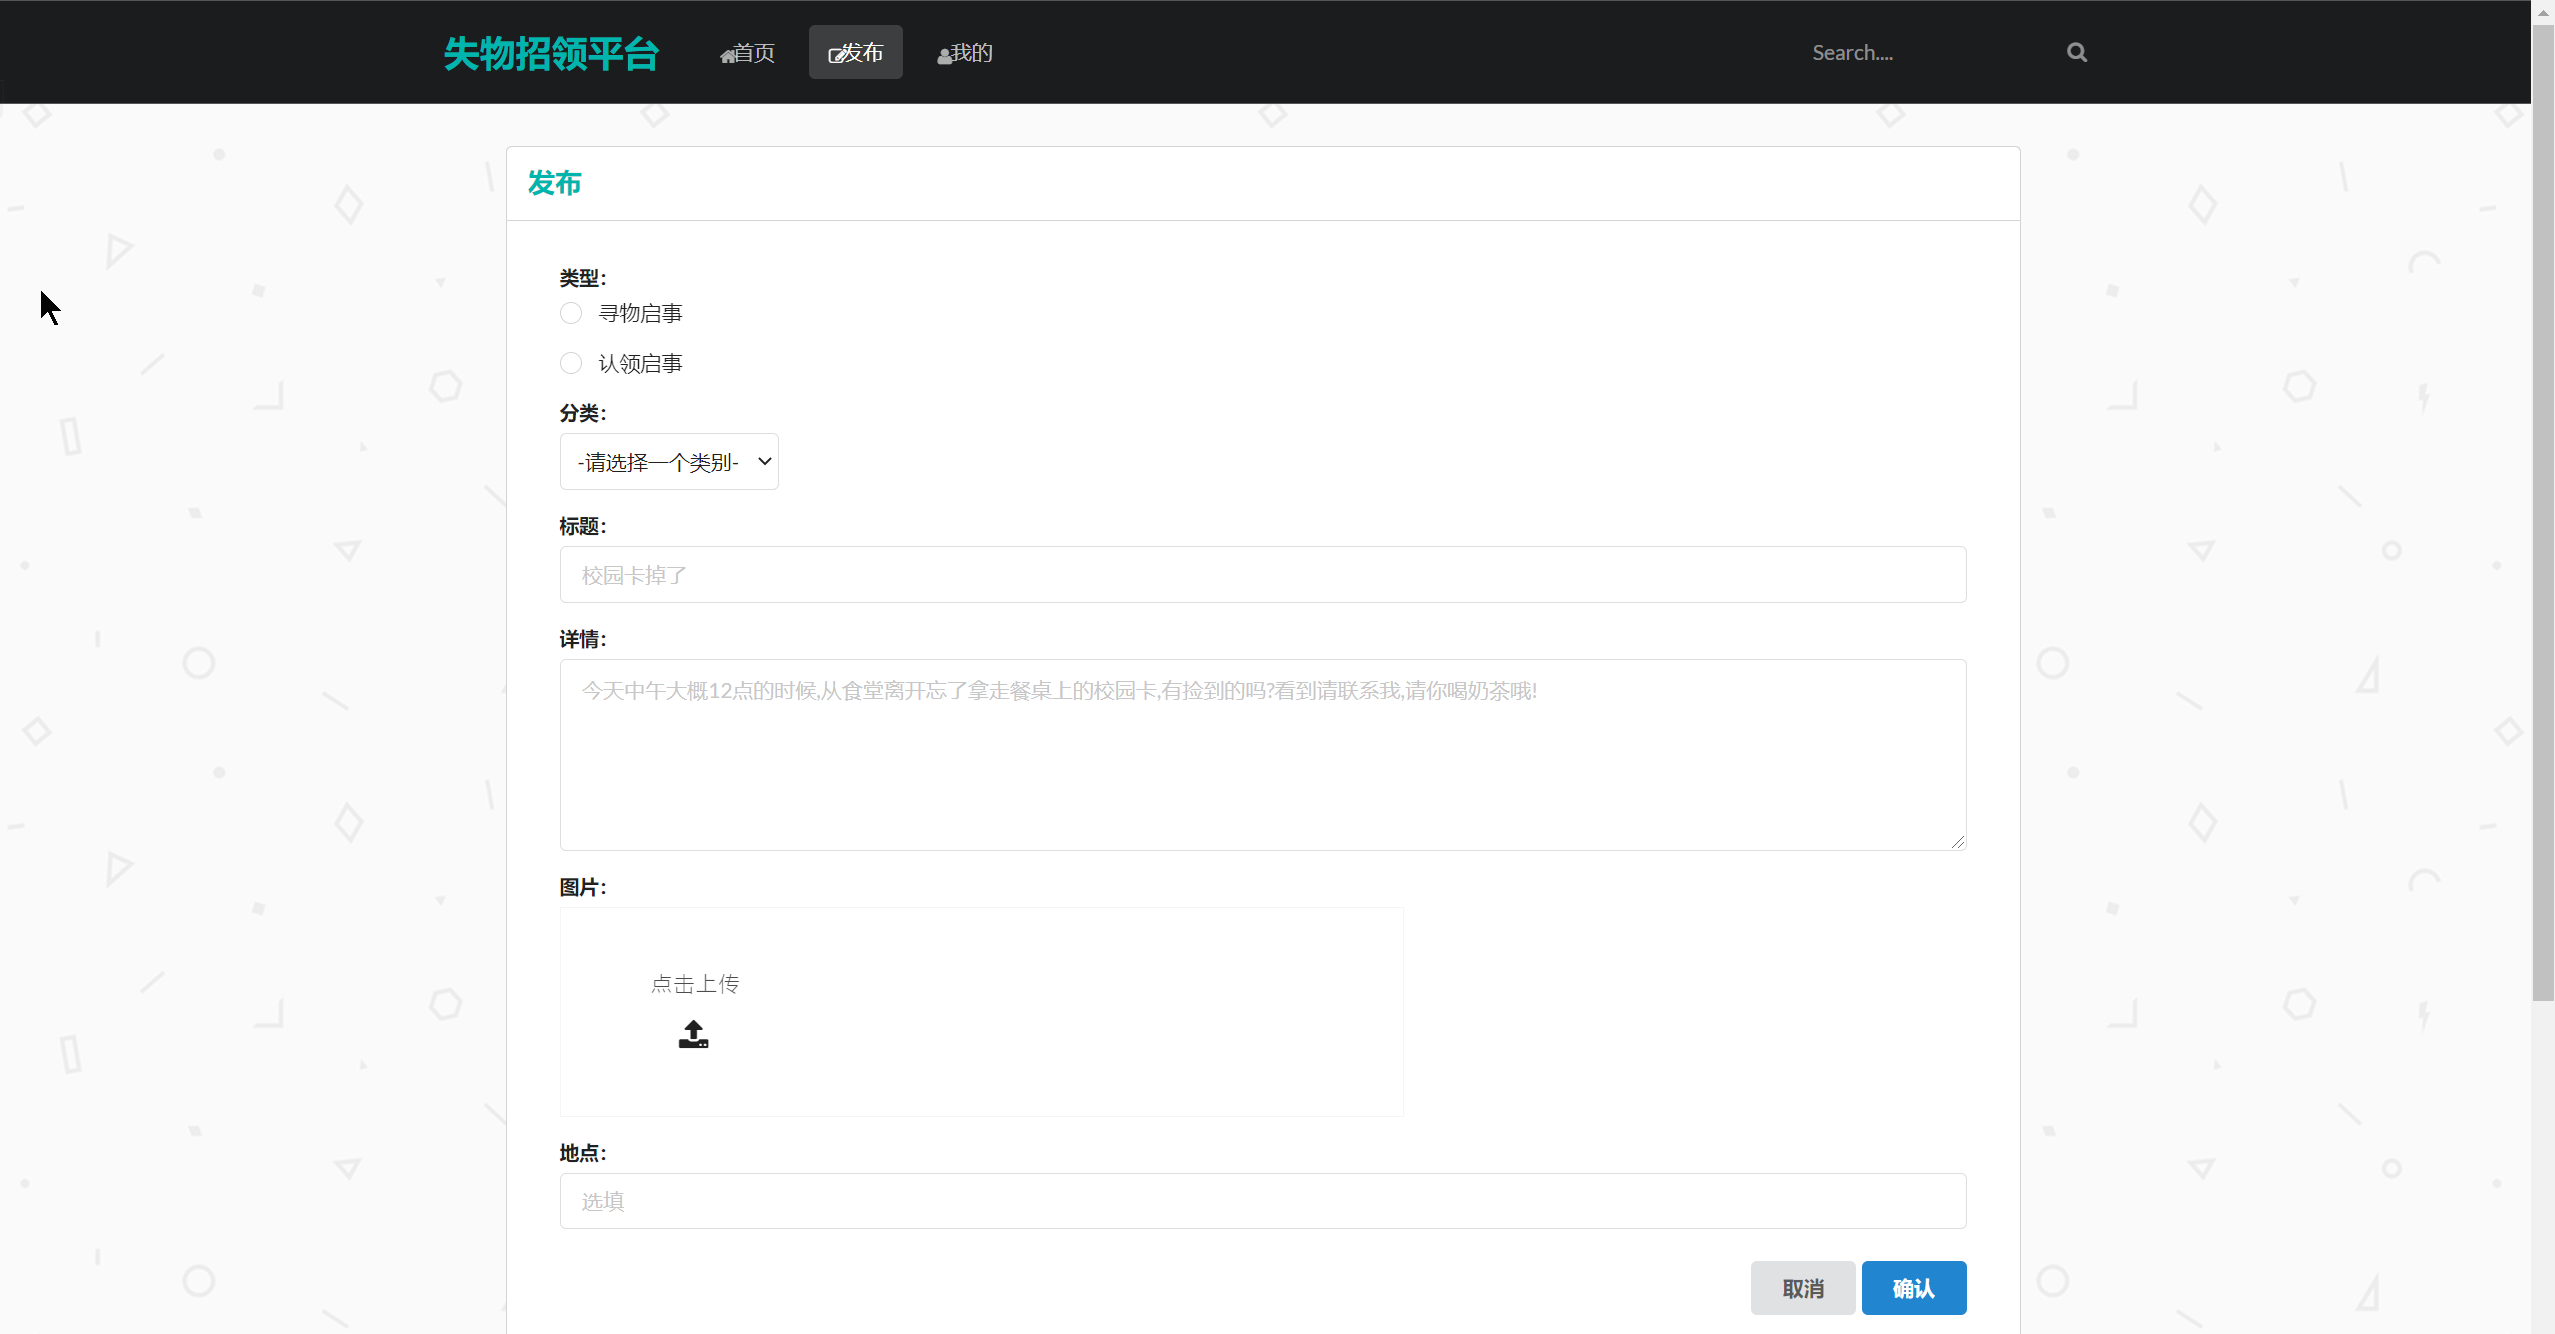 失物招领平台 首页 发布 我的 Search....
发布
类型：
寻物启事
认领启事
分类：
-请选择一个类别-
标题：
校园卡掉了
详情：
今天中午大概12点的时候,从食堂离开忘了拿走餐桌上的校园卡,有捡到的吗?看到请联系我,请你喝奶茶哦!
图片：
点击上传
地点：
选填
取消 确认